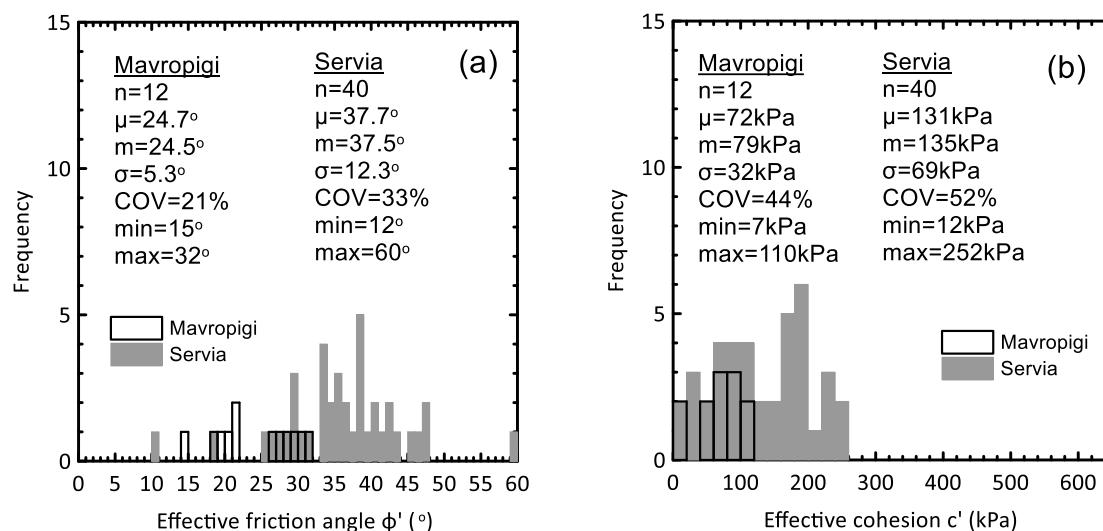 15
10
5
0
Frequency
0 5 10 15 20 25 30 35 40 45 50 55 60
Effective friction angle ϕ' (°)
(a)
Mavropigi
n=12
μ=24.7°
m=24.5°
σ=5.3°
COV=21%
min=15°
max=32°
Servia
n=40
μ=37.7°
m=37.5°
σ=12.3°
COV=33%
min=12°
max=60°
Mavropigi
Servia
15
10
5
0
Frequency
0 100 200 300 400 500 600
Effective cohesion c' (kPa)
(b)
Mavropigi
n=12
μ=72kPa
m=79kPa
σ=32kPa
COV=44%
min=7kPa
max=110kPa
Servia
n=40
μ=131kPa
m=135kPa
σ=69kPa
COV=52%
min=12kPa
max=252kPa
Mavropigi
Servia